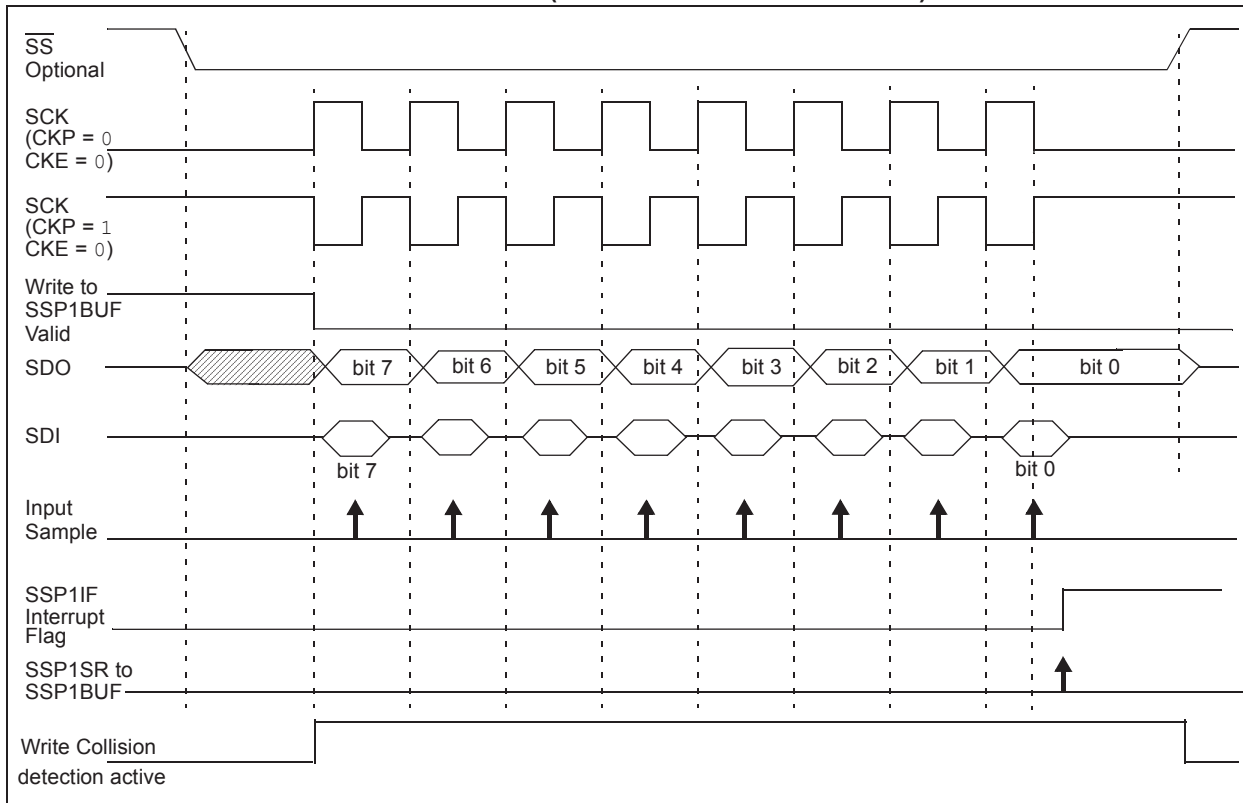 SS
Optional
SCK
(CKP = 0
CKE = 0)
SCK
(CKP = 1
CKE = 0)
Write to
SSP1BUF
Valid
SDO
bit 7 bit 6 bit 5 bit 4 bit 3 bit 2 bit 1 bit 0
SDI
bit 7 bit 0
Input
Sample
SSP1IF
Interrupt
Flag
SSP1SR to
SSP1BUF
Write Collision
detection active